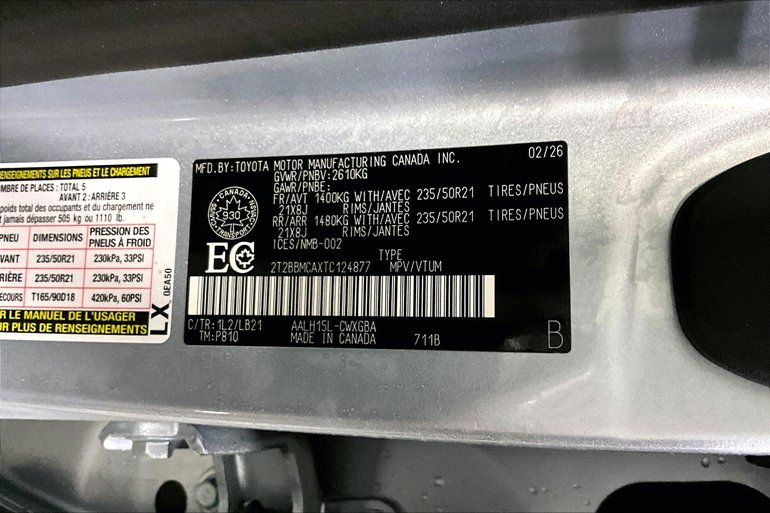 RENSEIGNEMENTS SUR LES PNEUS ET LE CHARGEMENT
NOMBRE DE PLACES : TOTAL 5
AVANT 2 : ARRIÈRE 3
poids total des occupants et du chargement ne
jamais dépasser 505 kg ou 1110 lb.
PNEU DIMENSIONS PRESSION DES PNEUS À FROID
AVANT 235/50R21 230kPa, 33PSI
ARRIÈRE 235/50R21 230kPa, 33PSI
SECOURS T165/90D18 420kPa, 60PSI
LE MANUEL DE L'USAGER
POUR PLUS DE RENSEIGNEMENTS
LX 0EA50
MFD.BY:TOYOTA MOTOR MANUFACTURING CANADA INC. 02/26
GVWR/PNBV:2610KG
GAWR/PNBE:
FR/AVT 1400KG WITH/AVEC 235/50R21 TIRES/PNEUS
21X8J RIMS/JANTES
RR/ARR 1480KG WITH/AVEC 235/50R21 TIRES/PNEUS
21X8J RIMS/JANTES
ICES/NMB-002
CANADA
930
TRANSPORT
EC
TYPE
2T2BBMCAXTC124877 MPV/VTUM
C/TR:1L2/LB21 AALH15L-CWXGBA
TM:P810 MADE IN CANADA 711B B